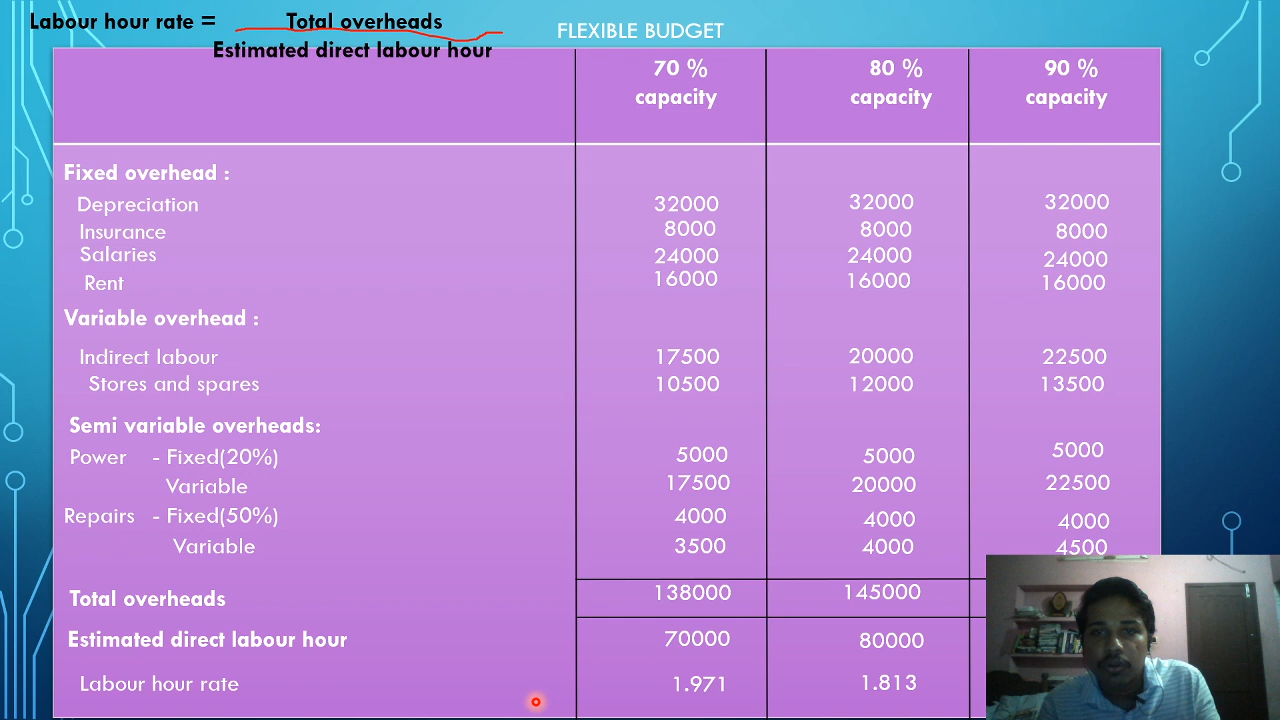 Labour hour rate = Total overheads
Estimated direct labour hour
FLEXIBLE BUDGET
70 % capacity 80 % capacity 90 % capacity
Fixed overhead :
Depreciation 32000 32000 32000
Insurance 8000 8000 8000
Salaries 24000 24000 24000
Rent 16000 16000 16000
Variable overhead :
Indirect labour 17500 20000 22500
Stores and spares 10500 12000 13500
Semi variable overheads:
Power - Fixed(20%) 5000 5000 5000
Variable 17500 20000 22500
Repairs - Fixed(50%) 4000 4000 4000
Variable 3500 4000 4500
Total overheads 138000 145000
Estimated direct labour hour 70000 80000
Labour hour rate 1.971 1.813